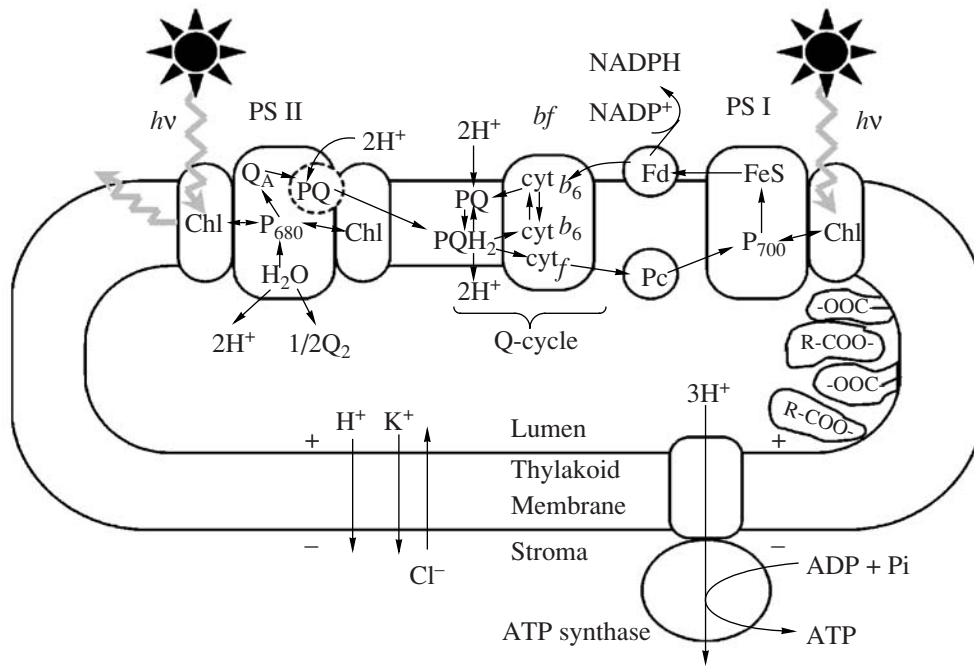 NADPH
PS II
bf
NADP+
PS I
hν
2H+
2H+
hν
QA
PQ
cyt b6
Fd
FeS
PQ
Chl
P680
Chl
PQH2
cyt b6
P700
Chl
cyt f
H2O
Pc
2H+
-OOC-
2H+
1/2Q2
Q-cycle
R-COO-
-OOC-
3H+
R-COO-
H+
K+
+
Lumen
+
Thylakoid
Membrane
–
Stroma
–
Cl–
ADP + Pi
ATP synthase
ATP